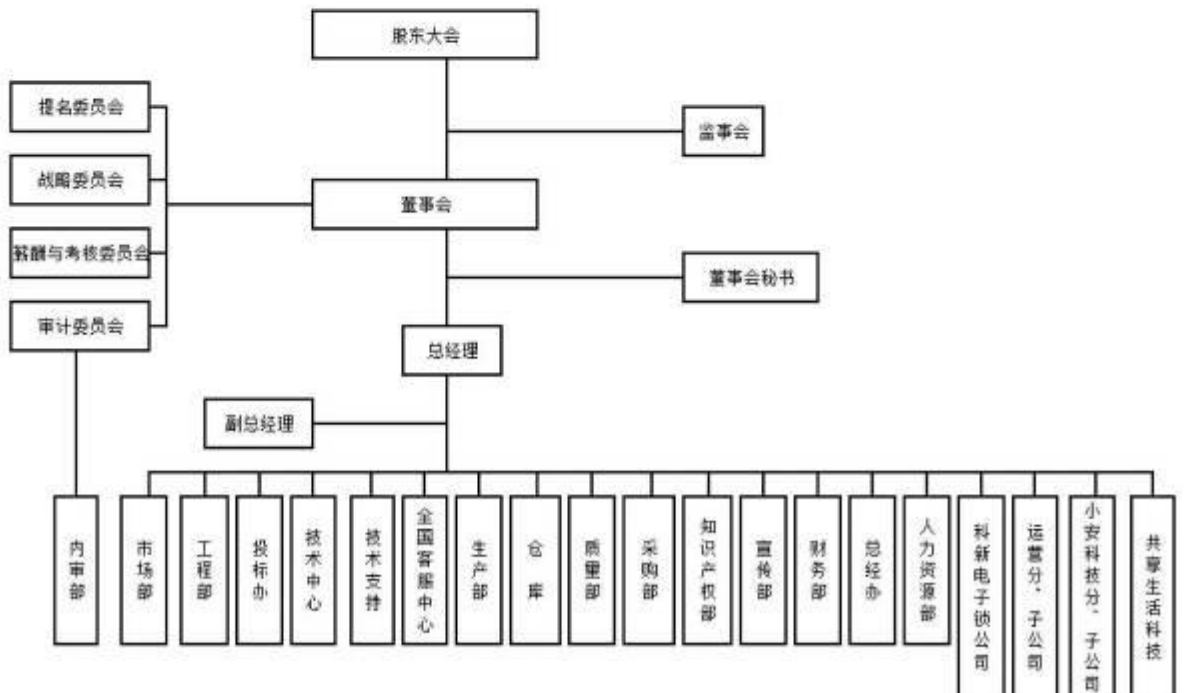 股东大会
提名委员会
监事会
战略委员会
董事会
薪酬与考核委员会
董事会秘书
审计委员会
总经理
副总经理
内审部
市场部
工程部
投标办
技术中心
技术支持
全国客服中心
生产部
仓库
质量部
采购部
知识产权部
宣传部
财务部
总经办
人力资源部
科新电子锁公司
运营分、子公司
小安科技分、子公司
共享生活科技